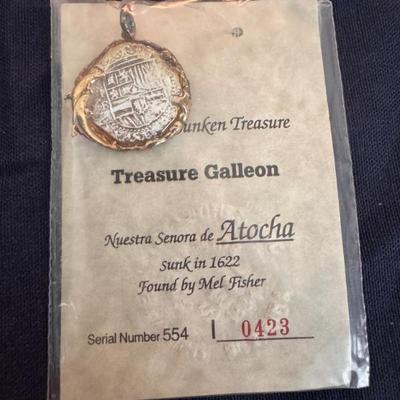 unken Treasure
Treasure Galleon
Nuestra Senora de Atocha
Sunk in 1622
Found by Mel Fisher
Serial Number 554 0423